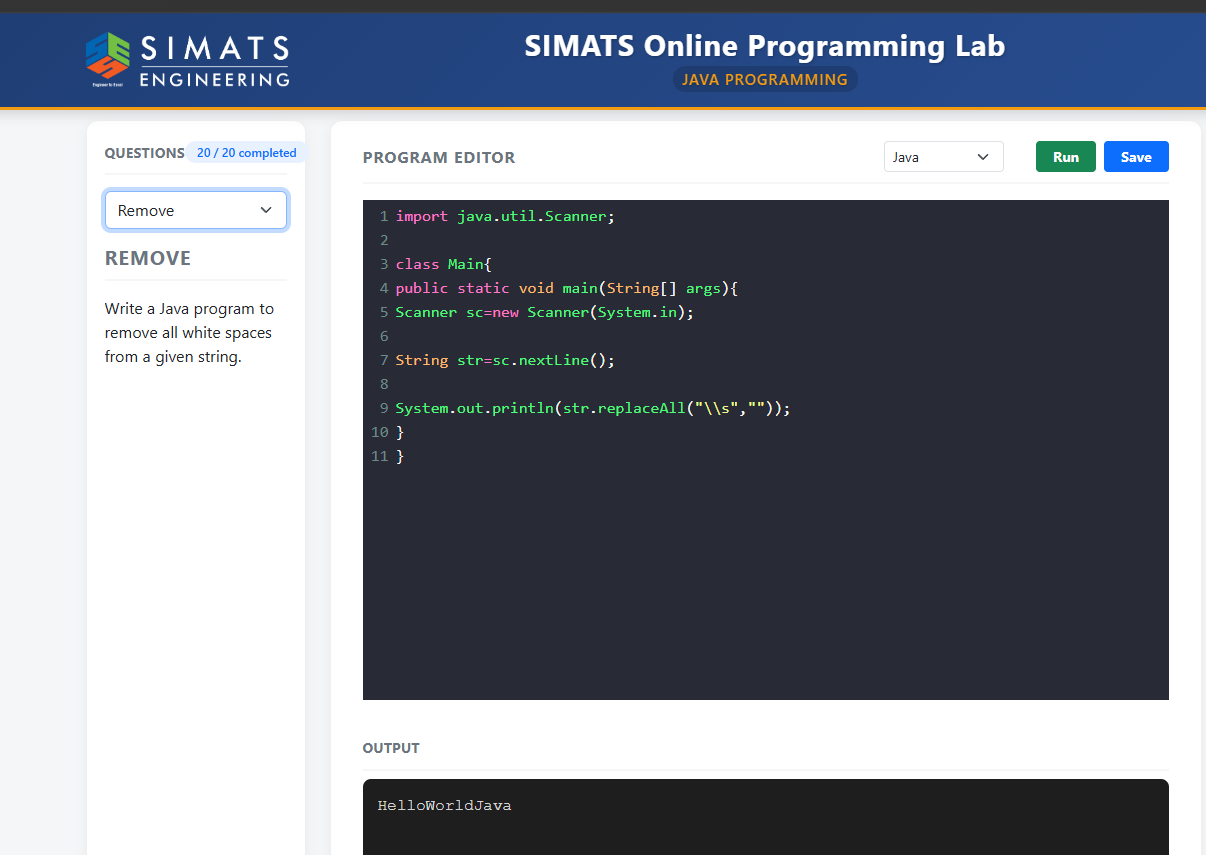 SIMATS
ENGINEERING
Engineer to Excel
SIMATS Online Programming Lab
JAVA PROGRAMMING
QUESTIONS 20 / 20 completed
Remove
REMOVE
Write a Java program to
remove all white spaces
from a given string.
PROGRAM EDITOR
Java
Run
Save
1 import java.util.Scanner;
2
3 class Main{
4 public static void main(String[] args){
5 Scanner sc=new Scanner(System.in);
6
7 String str=sc.nextLine();
8
9 System.out.println(str.replaceAll("\\s",""));
10 }
11 }
OUTPUT
HelloWorldJava